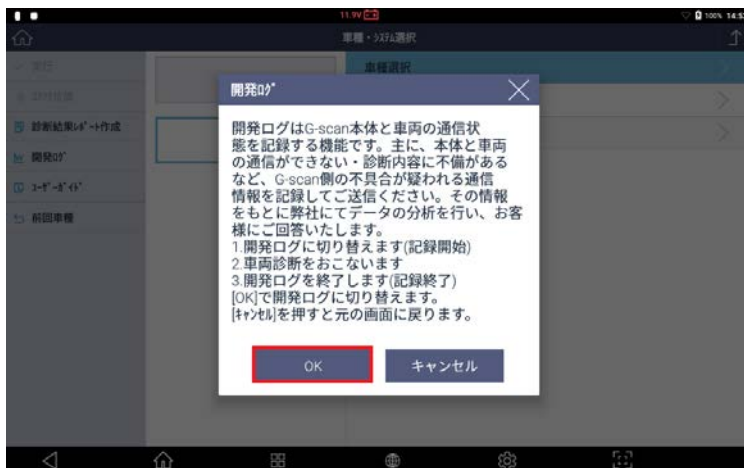 11.9V
100% 14:5
車種・ｼｽﾃﾑ選択
実行
車種選択
診断結果ﾚﾎﾟｰﾄ作成
開発ﾛｸﾞ
ﾕｰｻﾞｰｶﾞｲﾄﾞ
前回車種
開発ﾛｸﾞ
開発ログはG-scan本体と車両の通信状
態を記録する機能です。主に、本体と車両
の通信ができない・診断内容に不備がある
など、G-scan側の不具合が疑われる通信
情報を記録してご送信ください。その情報
をもとに弊社にてデータの分析を行い、お客
様にご回答いたします。
1.開発ログに切り替えます(記録開始)
2.車両診断をおこないます
3.開発ログを終了します(記録終了)
[OK]で開発ログに切り替えます。
[ｷｬﾝｾﾙ]を押すと元の画面に戻ります。
OK
キャンセル